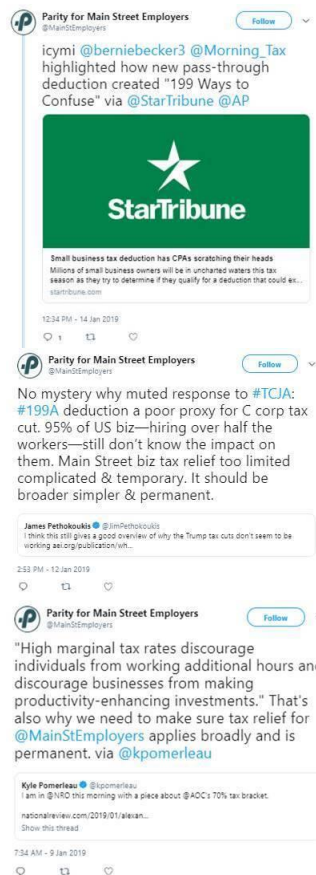 Parity for Main Street Employers
@MainStEmployers
Follow
icymi @berniebecker3 @Morning_Tax
highlighted how new pass-through
deduction created "199 Ways to
Confuse" via @StarTribune @AP
StarTribune
Small business tax deduction has CPAs scratching their heads
Millions of small business owners will be in uncharted waters this tax
season as they try to determine if they qualify for a deduction that could ex...
startribune.com
12:34 PM - 14 Jan 2019
1
Parity for Main Street Employers
@MainStEmployers
Follow
No mystery why muted response to #TCJA:
#199A deduction a poor proxy for C corp tax
cut. 95% of US biz—hiring over half the
workers—still don't know the impact on
them. Main Street biz tax relief too limited
complicated & temporary. It should be
broader simpler & permanent.
James Pethokoukis @JimPethokoukis
I think this still gives a good overview of why the Trump tax cuts don't seem to be
working aei.org/publication/wh...
2:53 PM - 12 Jan 2019
Parity for Main Street Employers
@MainStEmployers
Follow
"High marginal tax rates discourage
individuals from working additional hours and
discourage businesses from making
productivity-enhancing investments." That's
also why we need to make sure tax relief for
@MainStEmployers applies broadly and is
permanent. via @kpomerleau
Kyle Pomerleau @kpomerleau
I am in @NRO this morning with a piece about @AOC's 70% tax bracket.
nationalreview.com/2019/01/alexan...
Show this thread
7:34 AM - 9 Jan 2019